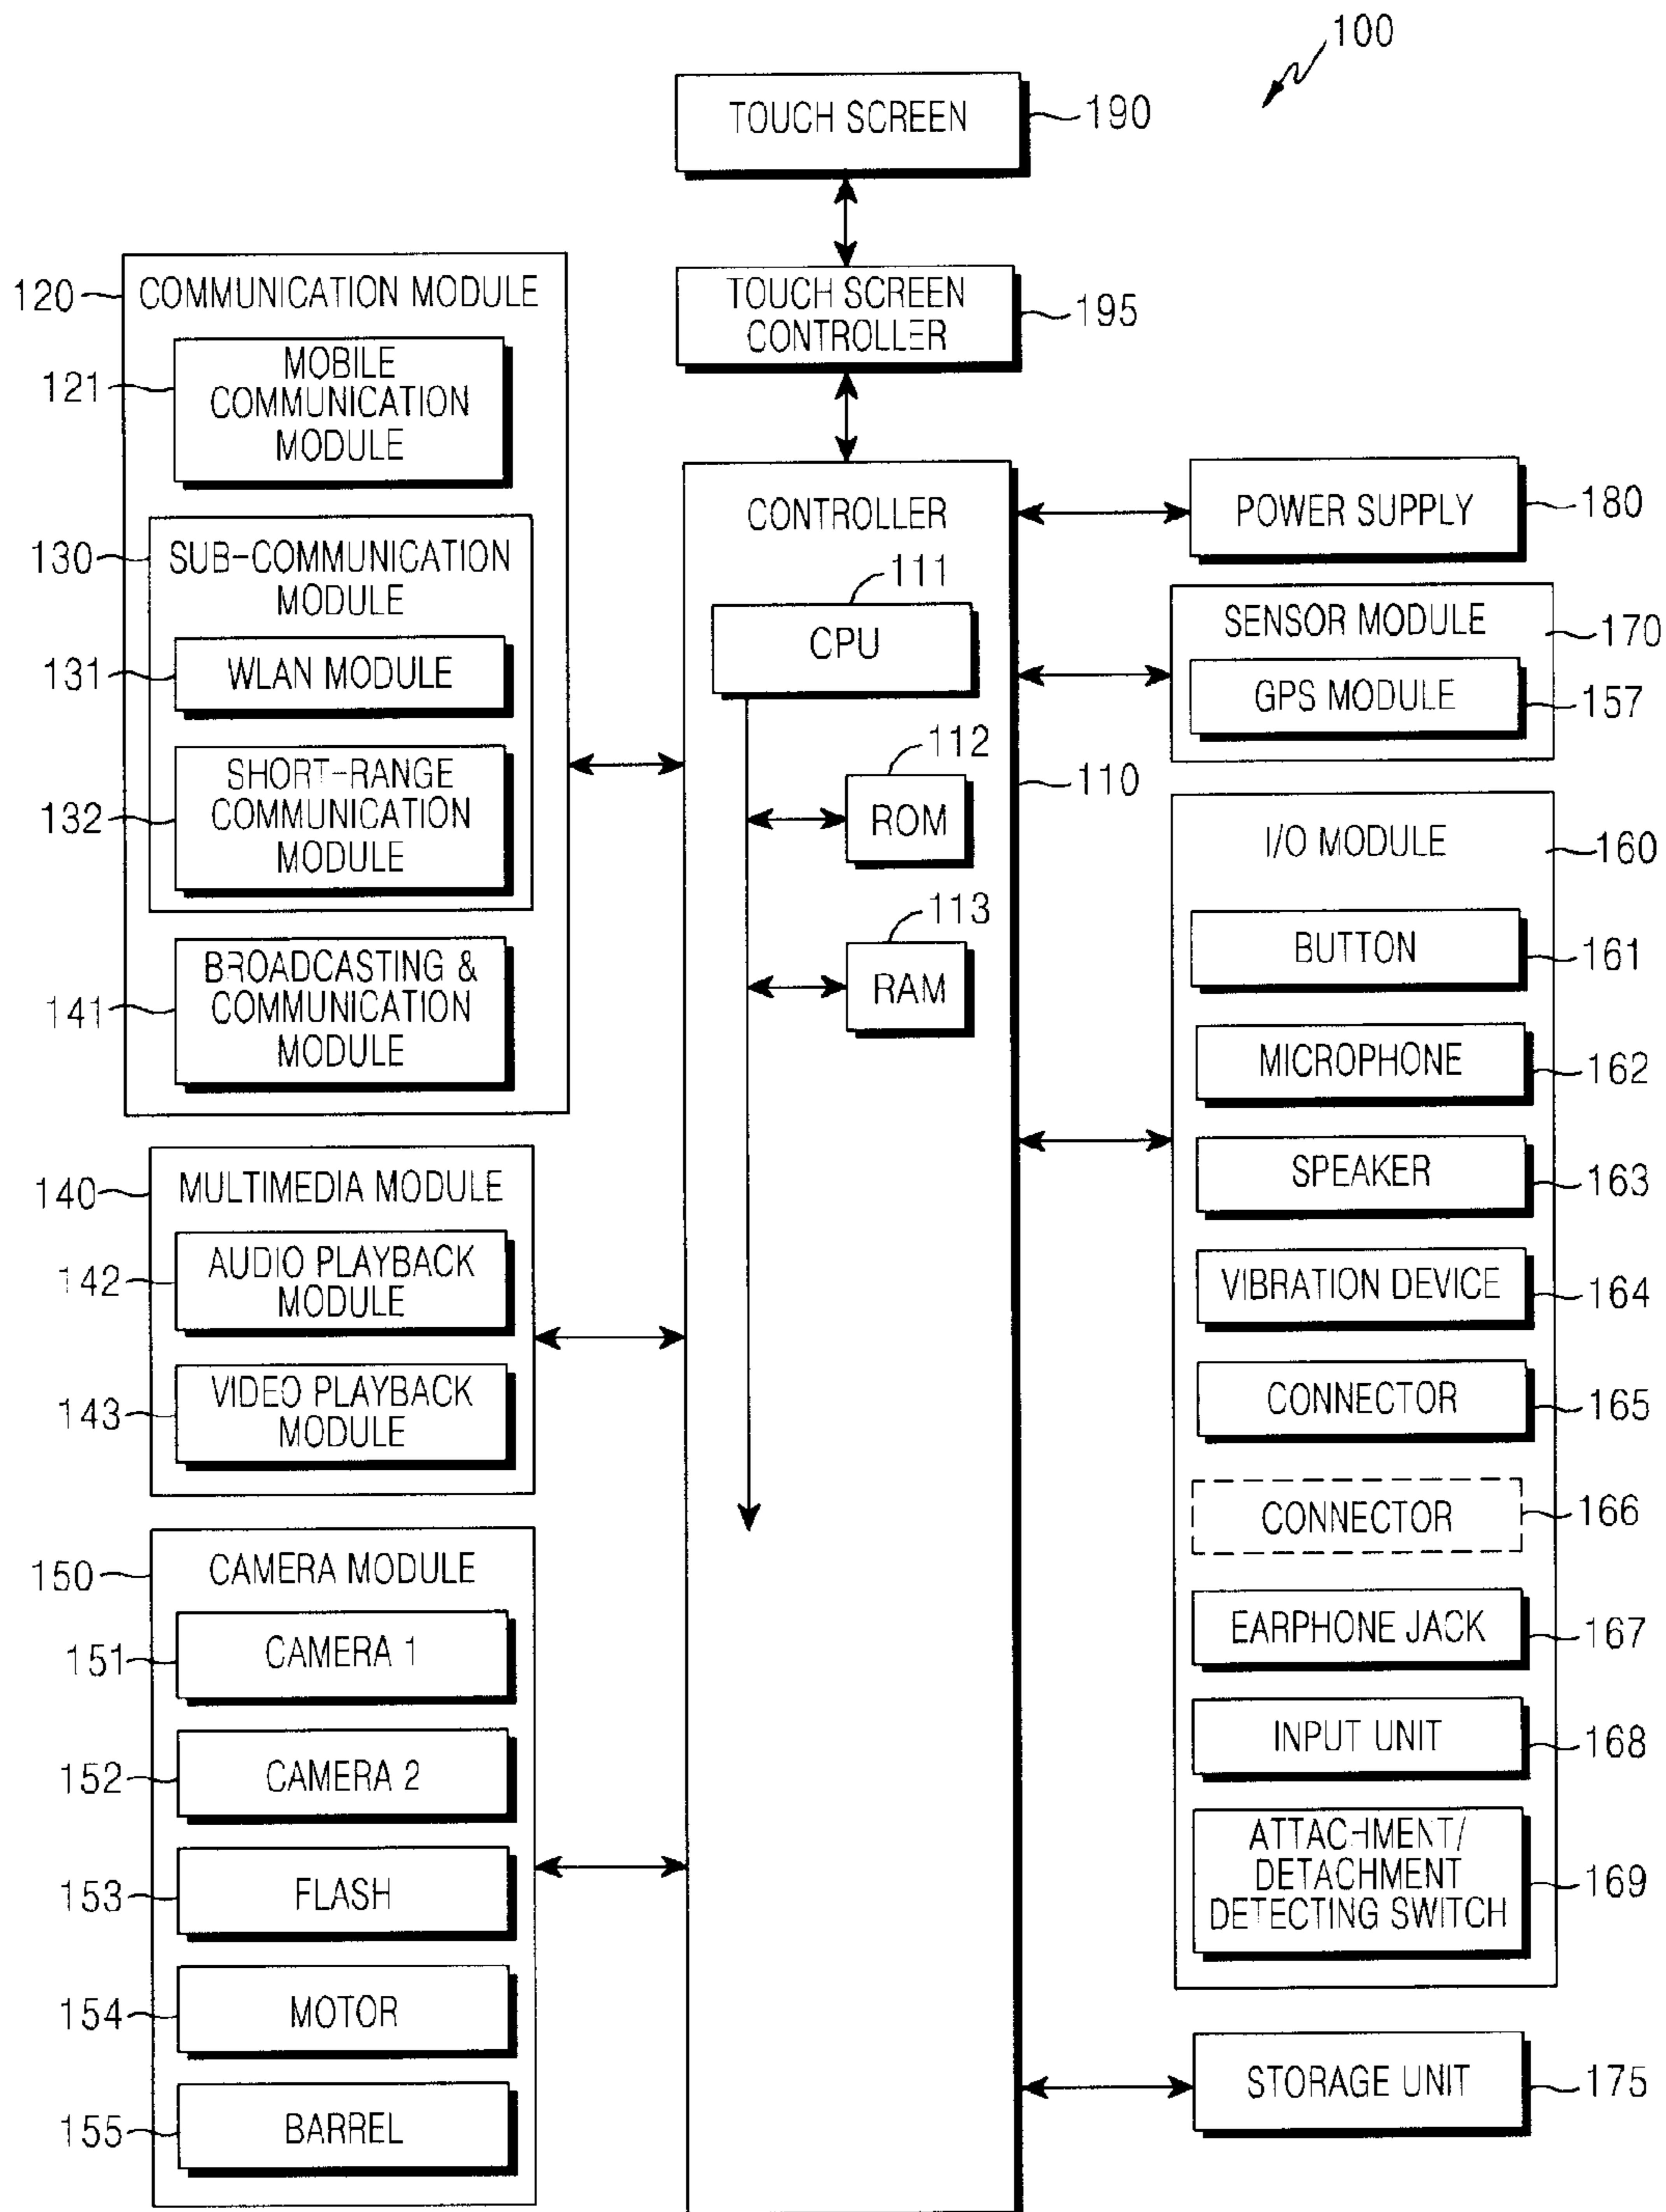 100
TOUCH SCREEN
190
TOUCH SCREEN
CONTROLLER
195
120
COMMUNICATION MODULE
121
MOBILE
COMMUNICATION
MODULE
130
SUB-COMMUNICATION
MODULE
131
WLAN MODULE
132
SHORT-RANGE
COMMUNICATION
MODULE
141
BROADCASTING &
COMMUNICATION
MODULE
140
MULTIMEDIA MODULE
142
AUDIO PLAYBACK
MODULE
143
VIDEO PLAYBACK
MODULE
150
CAMERA MODULE
151
CAMERA 1
152
CAMERA 2
153
FLASH
154
MOTOR
155
BARREL
CONTROLLER
111
CPU
112
ROM
110
113
RAM
POWER SUPPLY
180
SENSOR MODULE
170
GPS MODULE
157
I/O MODULE
160
BUTTON
161
MICROPHONE
162
SPEAKER
163
VIBRATION DEVICE
164
CONNECTOR
165
CONNECTOR
166
EARPHONE JACK
167
INPUT UNIT
168
ATTACHMENT/
DETACHMENT
DETECTING SWITCH
169
STORAGE UNIT
175